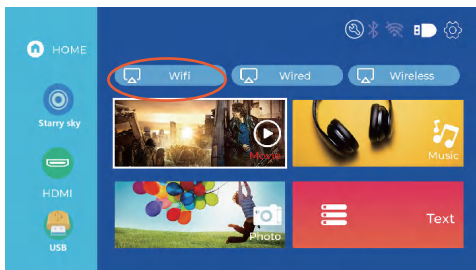 HOME
Wifi
Wired
Wireless
Starry sky
Movie
Music
HDMI
Photo
Text
USB